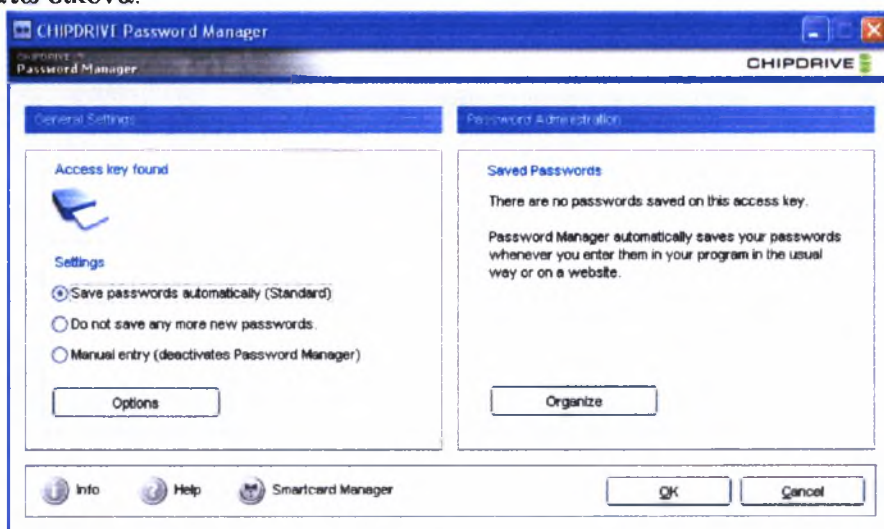 CHIPDRIVE Password Manager
CHIPDRIVE
Password Manager
CHIPDRIVE
General Settings
Access key found
Settings
Save passwords automatically (Standard)
Do not save any more new passwords.
Manual entry (deactivates Password Manager)
Options
Password Administration
Saved Passwords
There are no passwords saved on this access key.
Password Manager automatically saves your passwords
whenever you enter them in your program in the usual
way or on a website.
Organize
Info
Help
Smartcard Manager
OK
Cancel